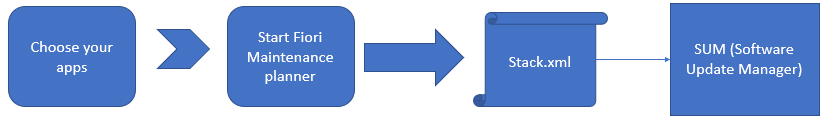 Choose your
apps
Start Fiori
Maintenance
planner
Stack.xml
SUM (Software
Update Manager)